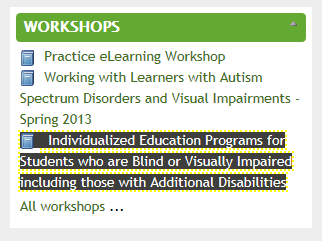 WORKSHOPS
Practice eLearning Workshop
Working with Learners with Autism
Spectrum Disorders and Visual Impairments -
Spring 2013
Individualized Education Programs for
Students who are Blind or Visually Impaired
including those with Additional Disabilities
All workshops ...